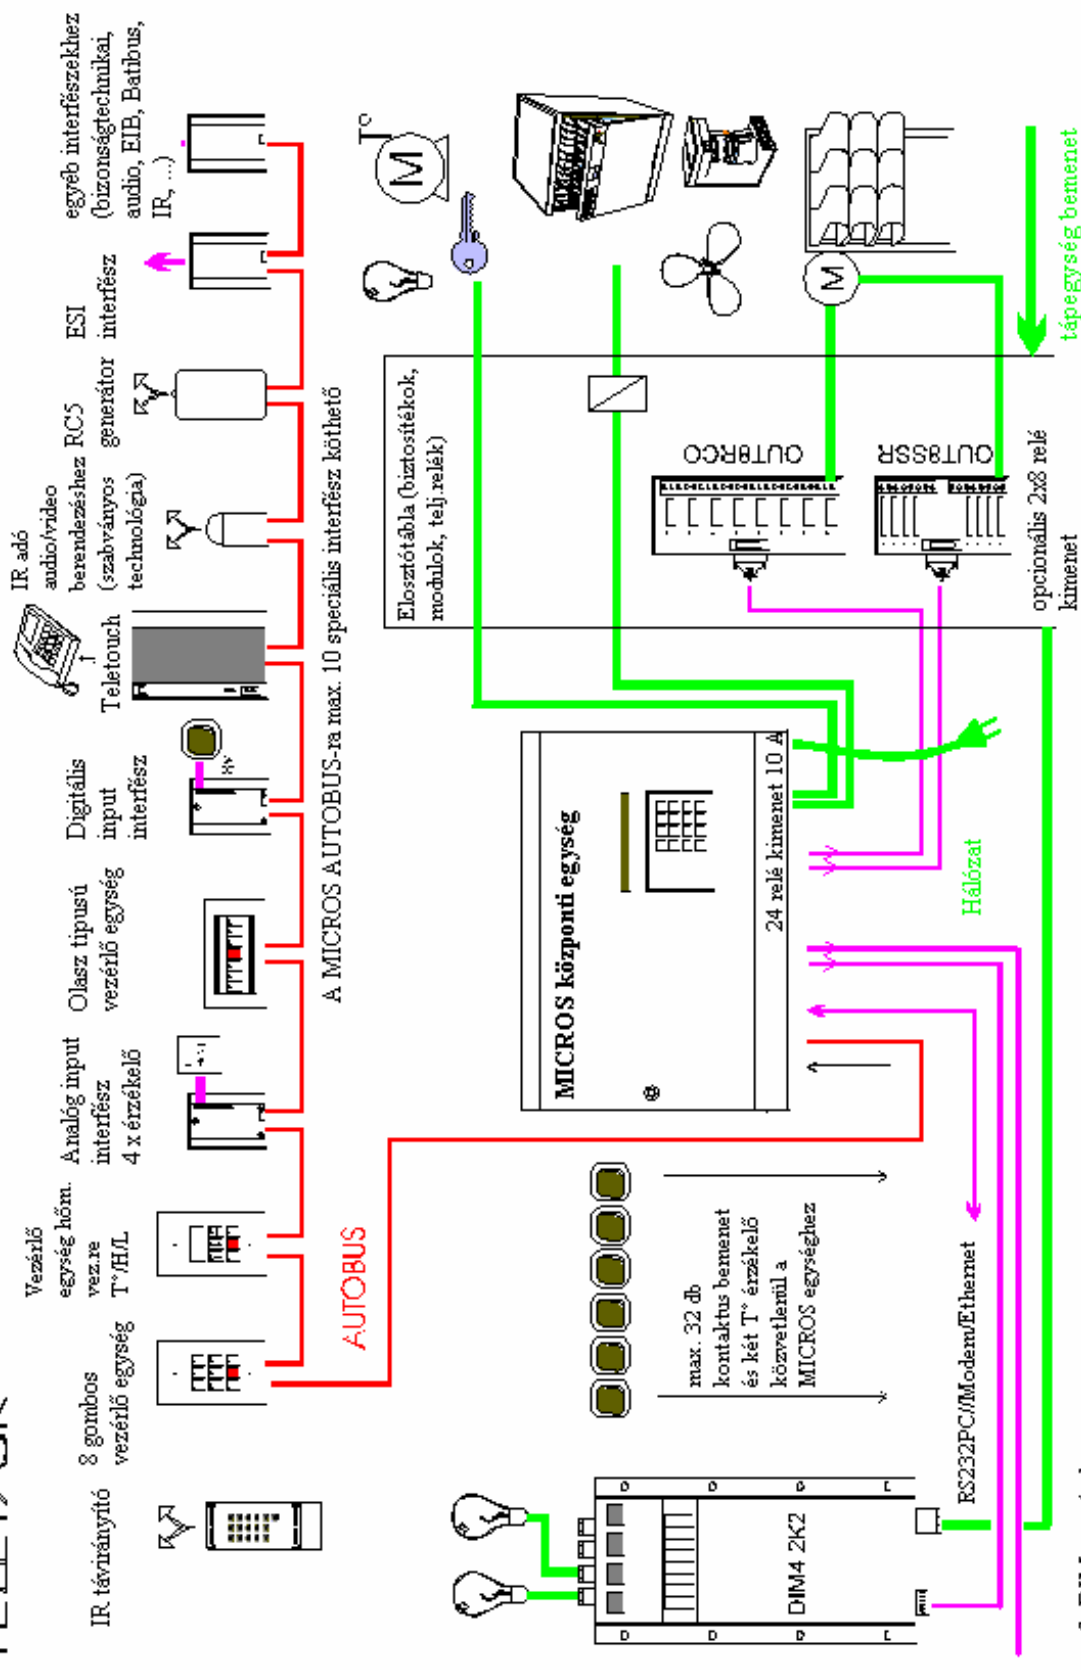 IR távirányító
8 gombos
vezérlő egység
Vezérlő
egység hőm.
vez.re
T°/H/L
Analóg input
interfész
4 x érzékelő
Olasz tipusú
vezérlő egység
Digitális
input
interfész
4x
Teletouch
IR adó
audio/video
berendezéshez
(szabványos
technológia)
RC5
generátor
ESI
interfész
egyéb interfészekhez
(bizonságtechnikai,
audio, EIB, Batibus,
IR, ...)
AUTOBUS
A MICROS AUTOBUS-ra max. 10 speciális interfész köthető
M
T°
Elosztótábla (biztosítékok,
modulok, telj.relék)
MICROS központi egység
24 relé kimenet 10 A
max. 32 db
kontaktus bemenet
és két T° érzékelő
közvetlenül a
MICROS egységhez
OUT8RCO
OUT8SSR
M
opcionális 2x8 relé
kimenet
tápegység bemenet
Hálózat
RS232PC//Modem/Ethernet
DIM4 2K2